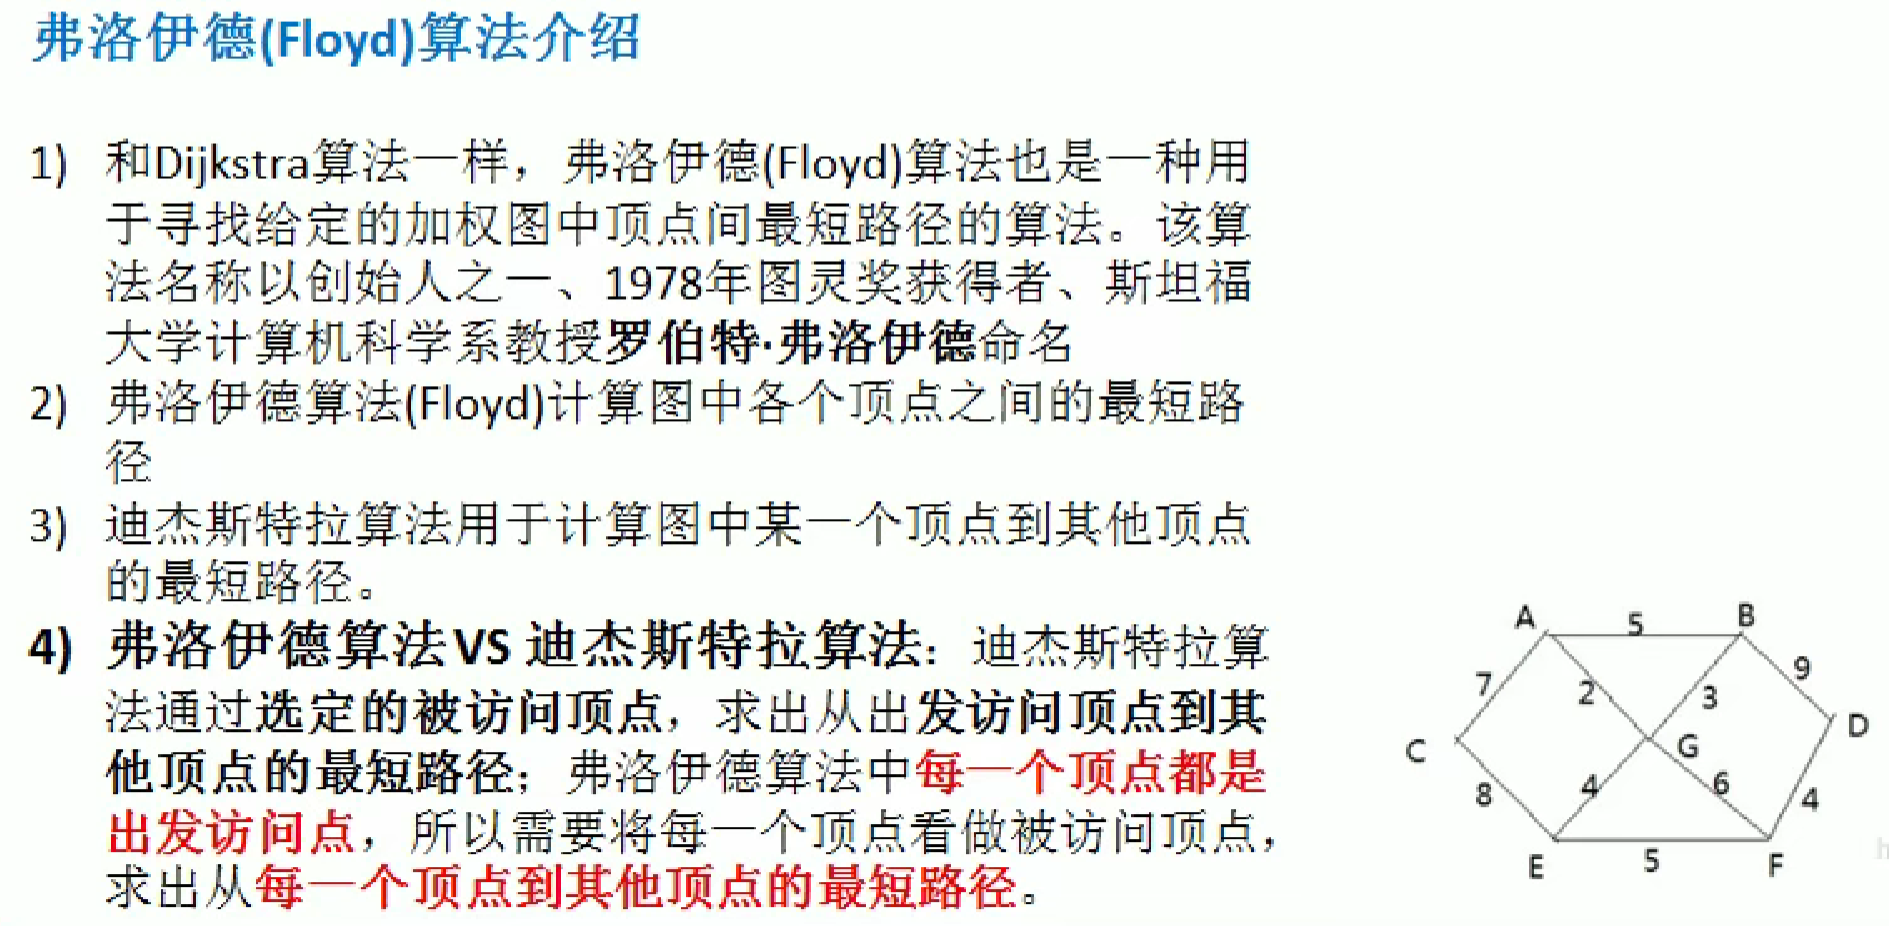 弗洛伊德(Floyd)算法介绍
1) 和Dijkstra算法一样，弗洛伊德(Floyd)算法也是一种用
于寻找给定的加权图中顶点间最短路径的算法。该算
法名称以创始人之一、1978年图灵奖获得者、斯坦福
大学计算机科学系教授罗伯特·弗洛伊德命名
2) 弗洛伊德算法(Floyd)计算图中各个顶点之间的最短路
径
3) 迪杰斯特拉算法用于计算图中某一个顶点到其他顶点
的最短路径。
4) 弗洛伊德算法VS 迪杰斯特拉算法：迪杰斯特拉算
法通过选定的被访问顶点，求出从出发访问顶点到其
他顶点的最短路径；弗洛伊德算法中每一个顶点都是
出发访问点，所以需要将每一个顶点看做被访问顶点，
求出从每一个顶点到其他顶点的最短路径。
A 5 B
7 2 3 9
C G D
8 4 6 4
E 5 F
h